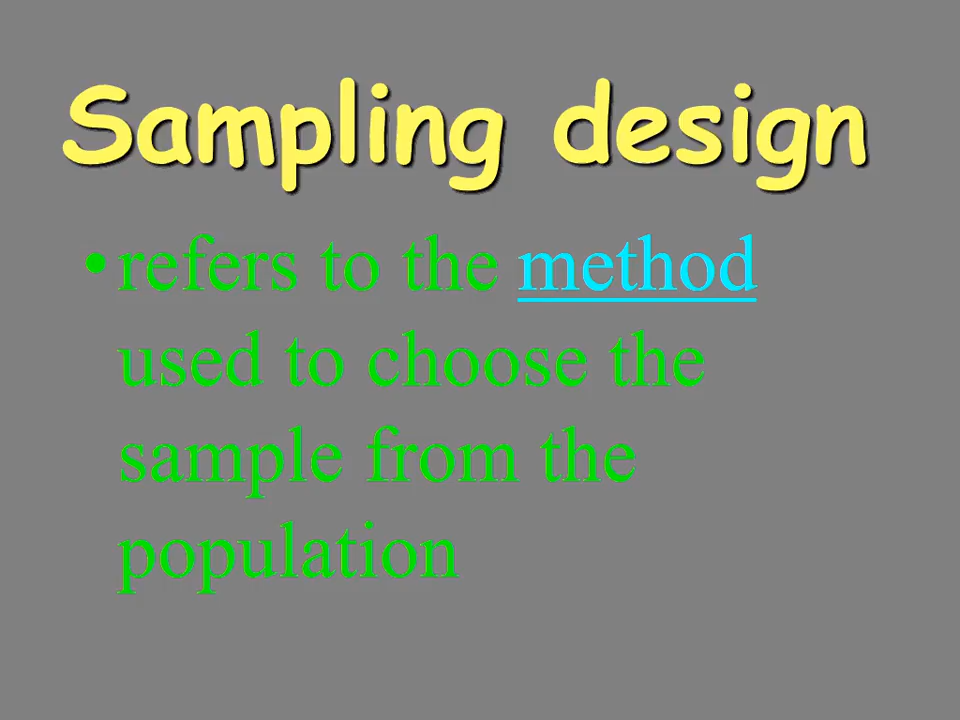 Sampling design
•refers to the method
used to choose the
sample from the
population